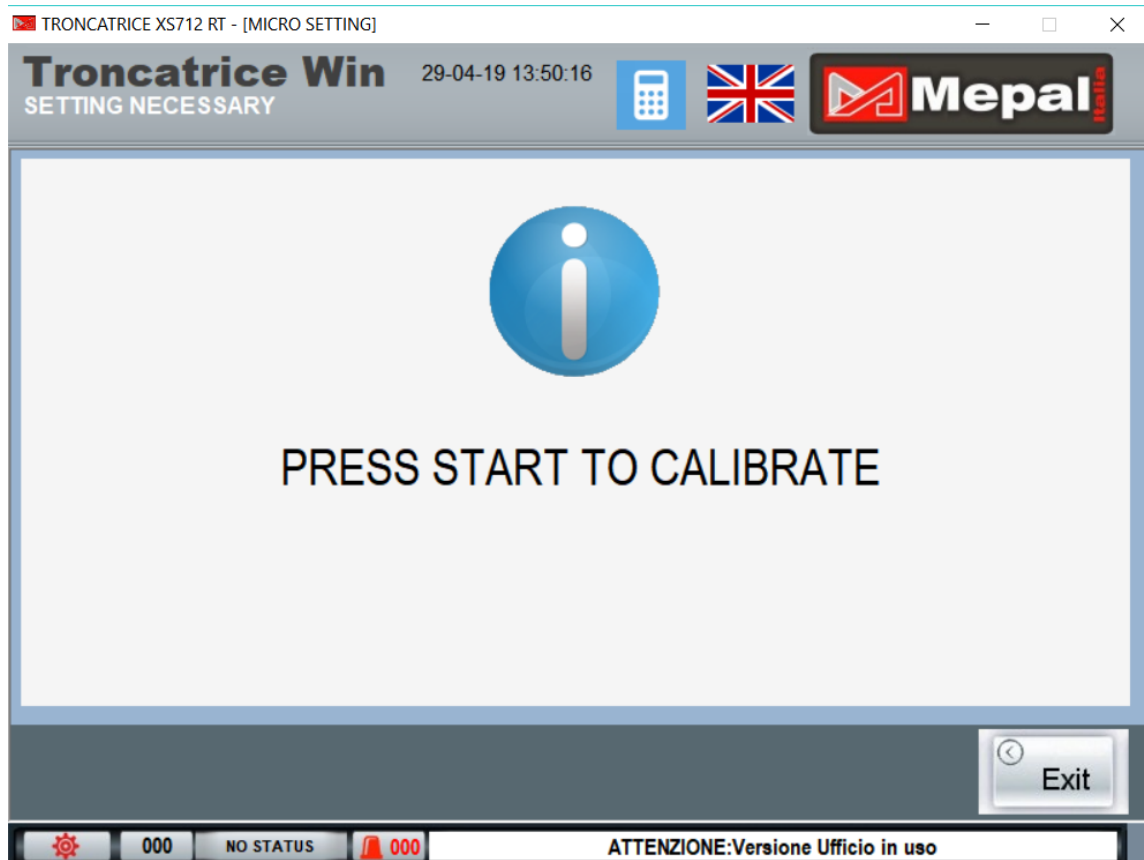 TRONCATRICE XS712 RT - [MICRO SETTING]
Troncatrice Win
29-04-19 13:50:16
SETTING NECESSARY
Mepal
Italia
PRESS START TO CALIBRATE
Exit
000
NO STATUS
000
ATTENZIONE:Versione Ufficio in uso